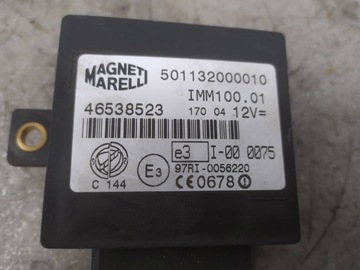 MAGNETI MARELLI 501132000010
IMM100.01
46538523 170 04 12V=
e3 I-00 0075
E3 97RI-0056220
C 144 CE0678!